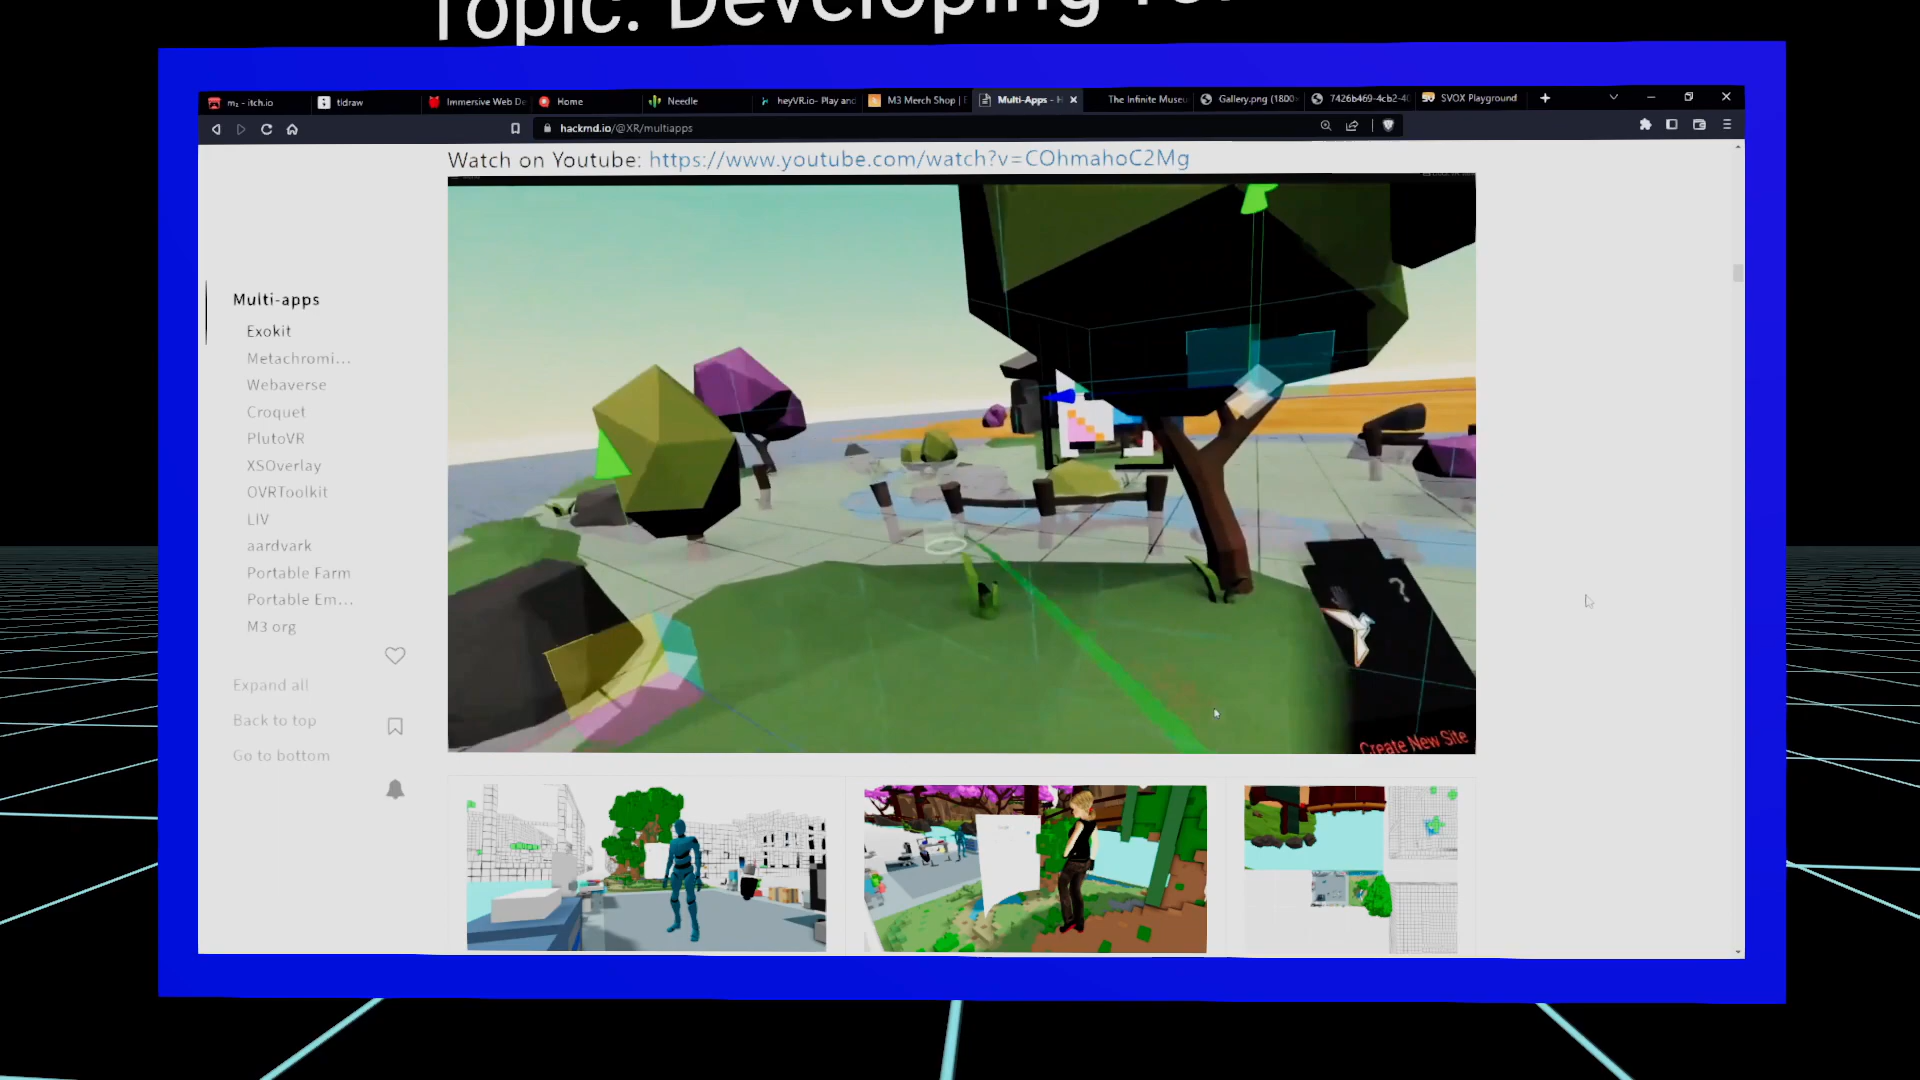 Topic: Developing
m₂ - itch.io
tldraw
Immersive Web De
Home
Needle
heyVR.io- Play and
M3 Merch Shop |
Multi-Apps - H
The Infinite Museu
Gallery.png (1800
7426b469-4cb2-40
SVOX Playground
hackmd.io/@XR/multiapps
Watch on Youtube: https://www.youtube.com/watch?v=COhmahoC2Mg
Multi-apps
Exokit
Metachromi...
Webaverse
Croquet
PlutoVR
XSOverlay
OVRToolkit
LIV
aardvark
Portable Farm
Portable Em...
M3 org
Expand all
Back to top
Go to bottom
?
Create New Site